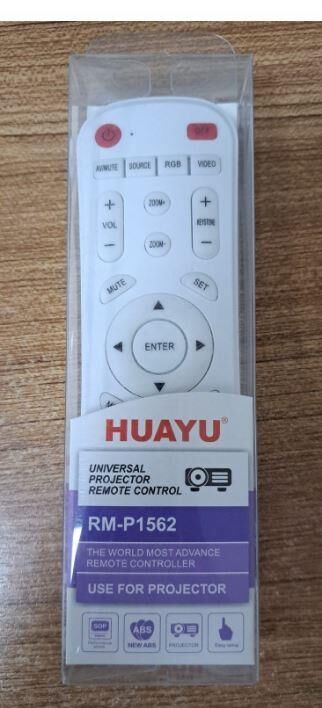 OFF
AV/MUTE SOURCE RGB VIDEO
+ ZOOM+ +
VOL KEYSTONE
- ZOOM- -
MUTE SET
ENTER
HUAYU®
UNIVERSAL
PROJECTOR
REMOTE CONTROL
RM-P1562
THE WORLD MOST ADVANCE
REMOTE CONTROLLER
USE FOR PROJECTOR
SOP ABS
NEW ABS PROJECTOR Easy setup